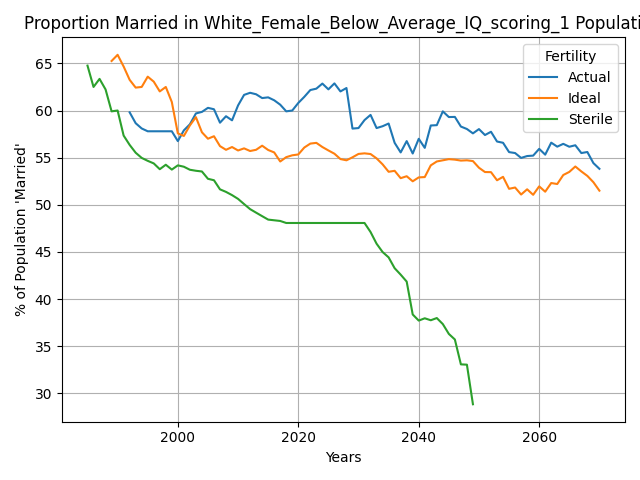 Proportion Married in White_Female_Below_Average_IQ_scoring_1 Populati
% of Population 'Married'
65
60
55
50
45
40
35
30
Fertility
Actual
Ideal
Sterile
2000 2020 2040 2060
Years